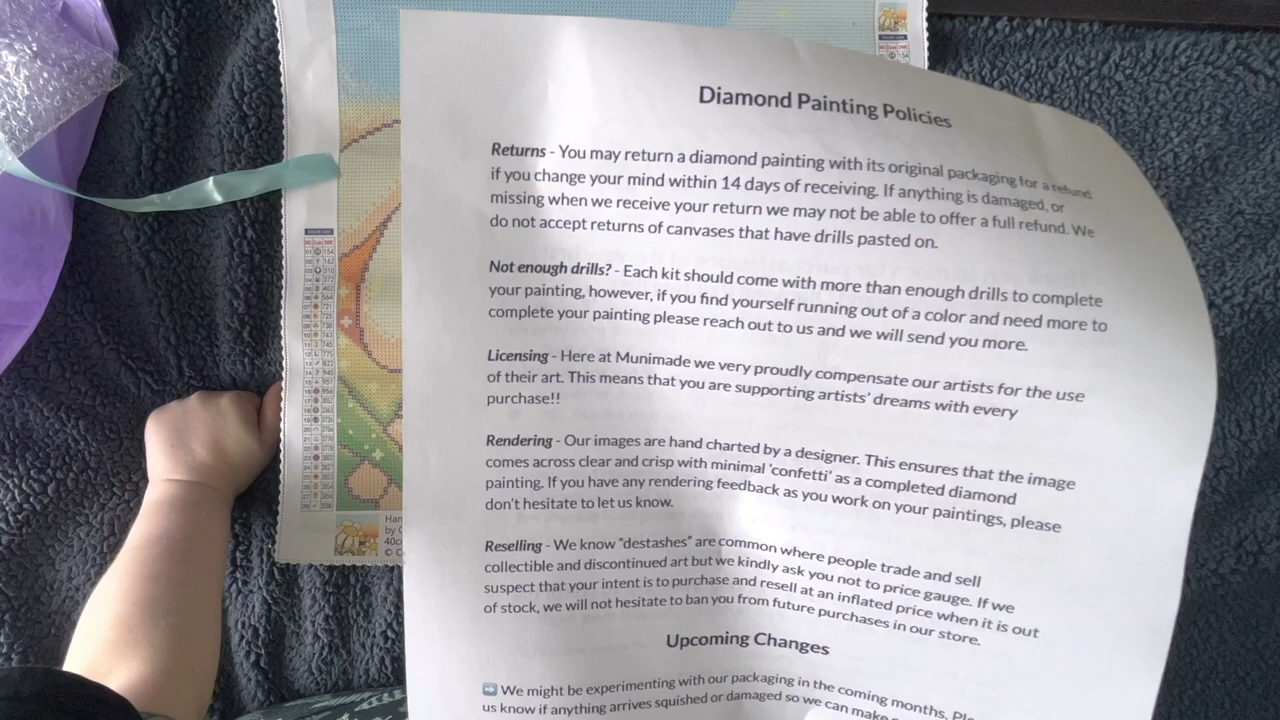 Diamond Painting Policies
Returns - You may return a diamond painting with its original packaging for a refund
if you change your mind within 14 days of receiving. If anything is damaged, or
missing when we receive your return we may not be able to offer a full refund. We
do not accept returns of canvases that have drills pasted on.
Not enough drills? - Each kit should come with more than enough drills to complete
your painting, however, if you find yourself running out of a color and need more to
complete your painting please reach out to us and we will send you more.
Licensing - Here at Munimade we very proudly compensate our artists for the use
of their art. This means that you are supporting artists' dreams with every
purchase!!
Rendering - Our images are hand charted by a designer. This ensures that the image
comes across clear and crisp with minimal 'confetti' as a completed diamond
painting. If you have any rendering feedback as you work on your paintings, please
don't hesitate to let us know.
Reselling - We know "destashes" are common where people trade and sell
collectible and discontinued art but we kindly ask you not to price gauge. If we
suspect that your intent is to purchase and resell at an inflated price when it is out
of stock, we will not hesitate to ban you from future purchases in our store.
Upcoming Changes
➡ We might be experimenting with our packaging in the coming months.
us know if anything arrives squished or damaged so we can make
Han
by
40c
©